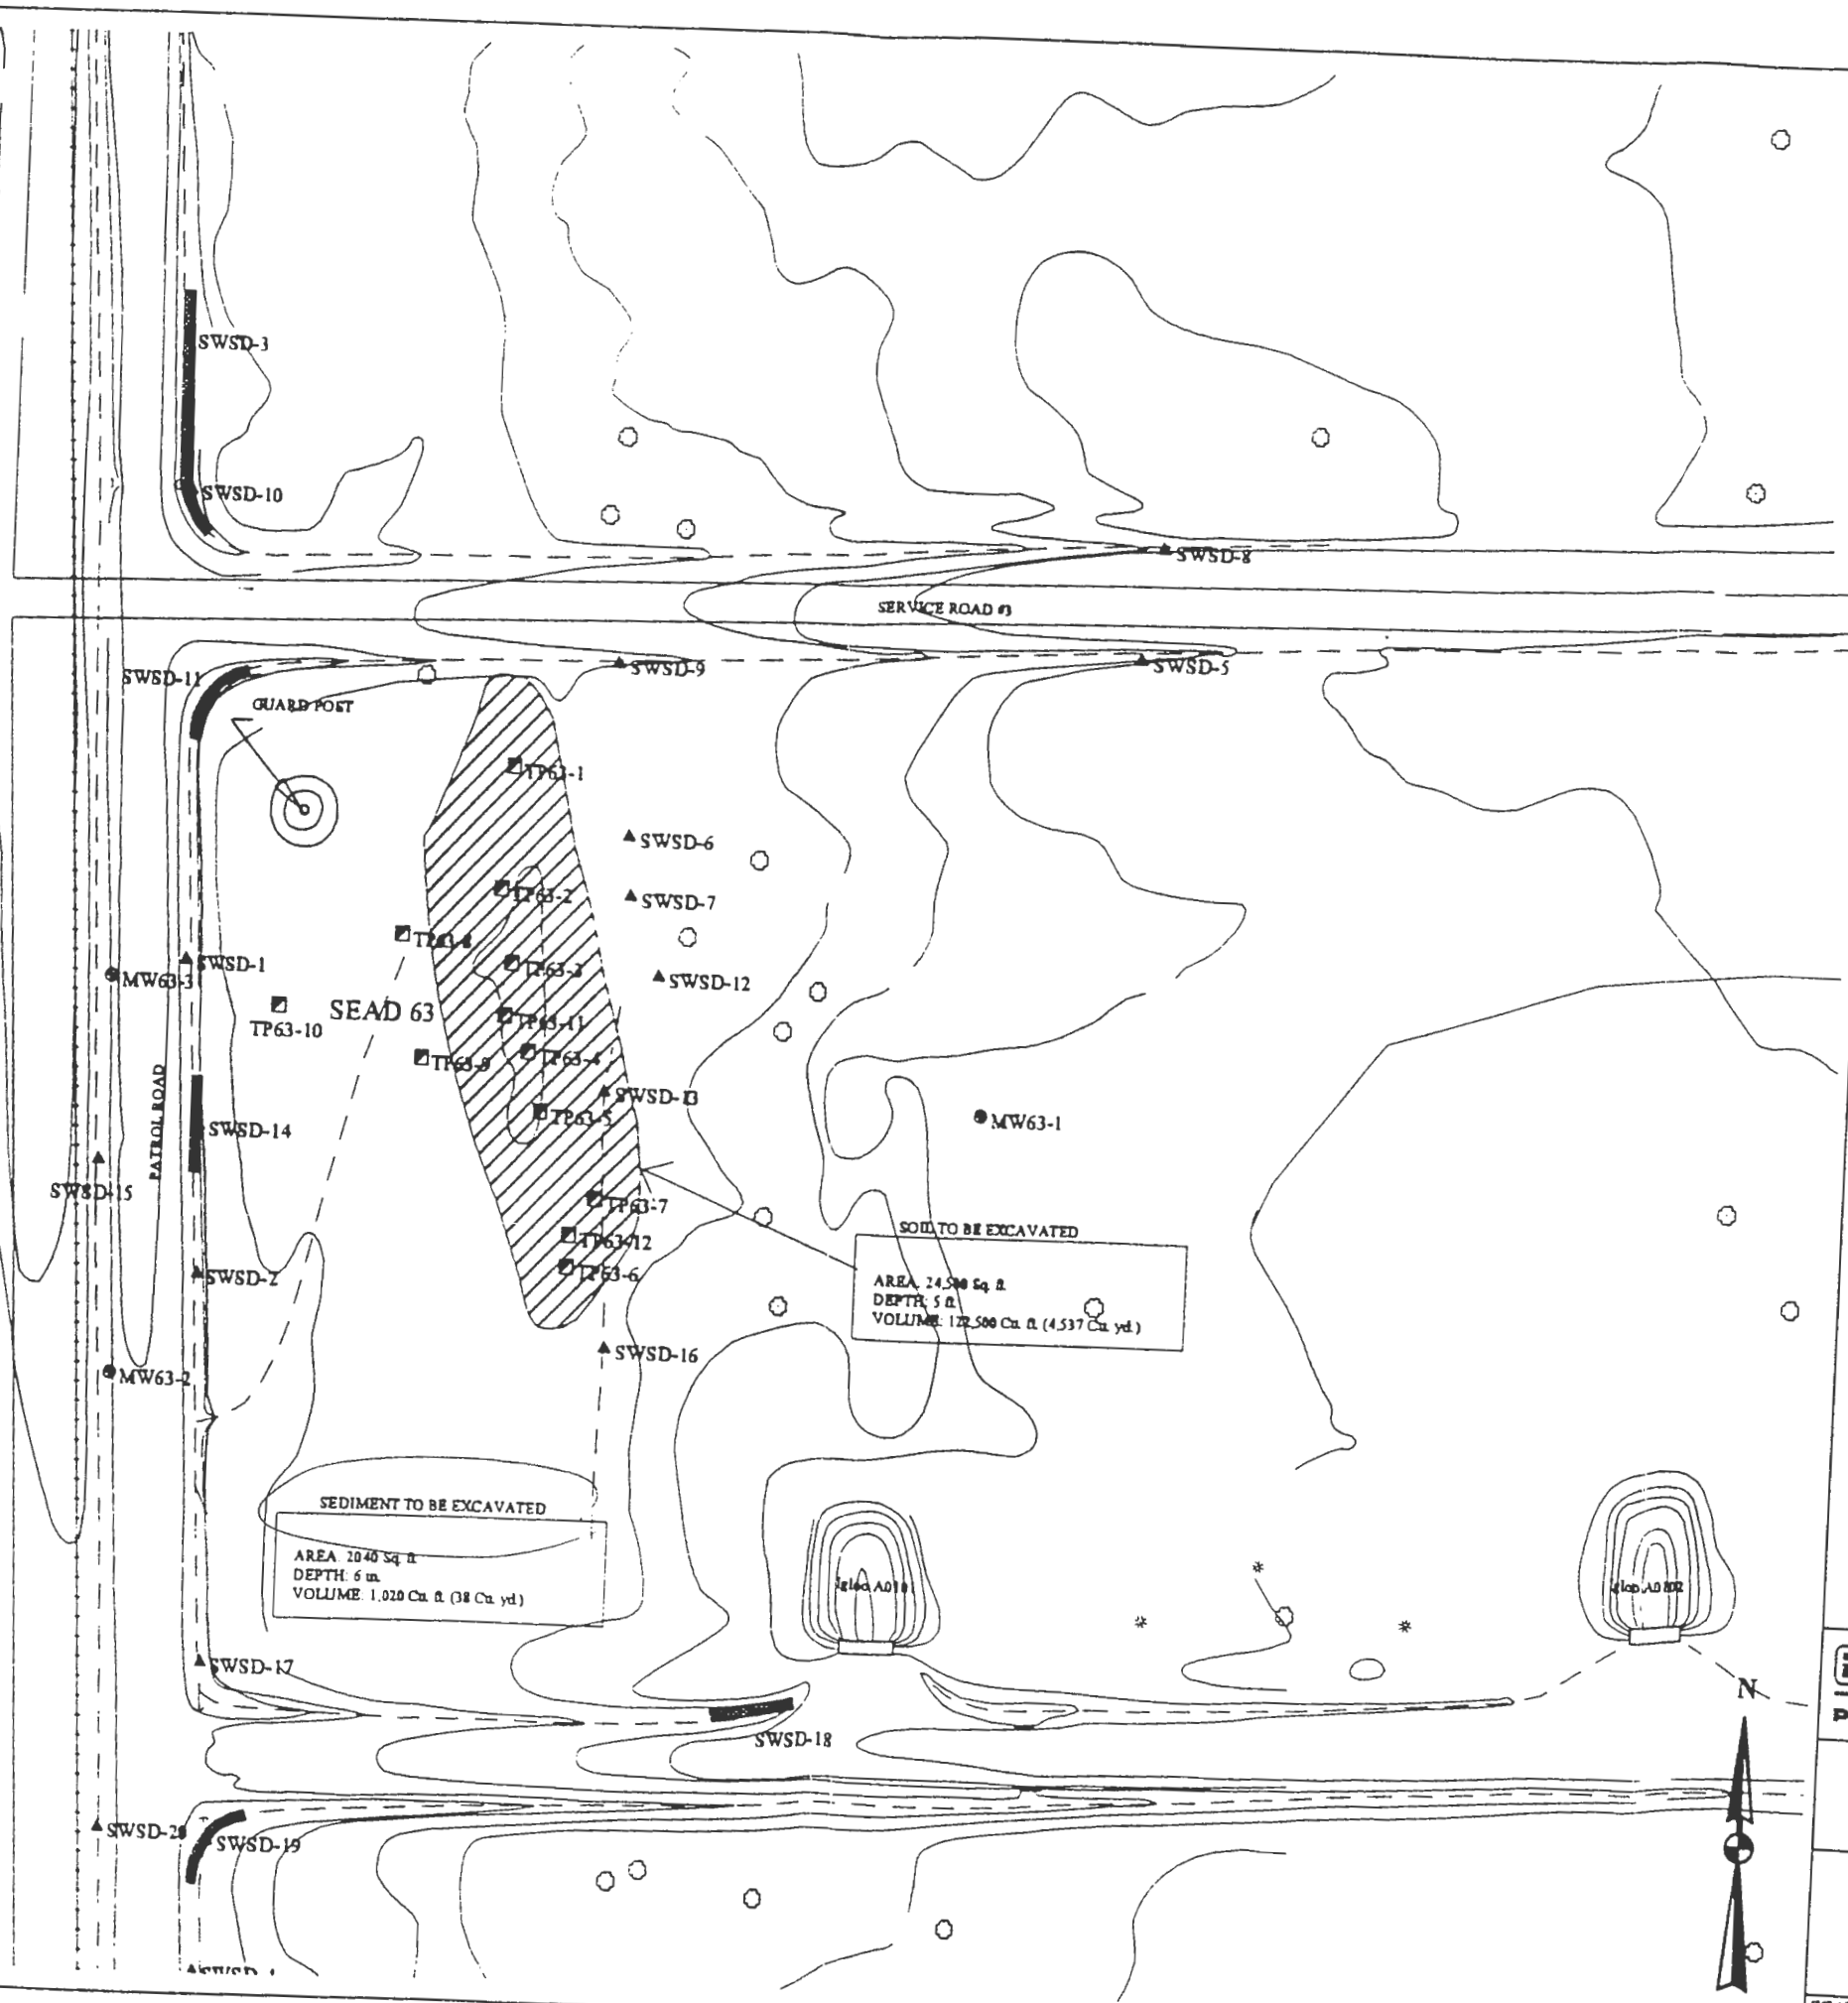 SWSD-3
SWSD-10
SWSD-8
SERVICE ROAD #3
SWSD-11
SWSD-9
SWSD-5
GUARD POST
TP63-1
SWSD-6
TP63-2
SWSD-7
TP63-8
SWSD-1
TP63-3
MW63-3
SWSD-12
SEAD 63
TP63-10
TP63-11
TP63-9
TP63-4
SWSD-13
TP63-5
MW63-1
PATROL ROAD
SWSD-14
SWSD-15
TP63-7
SOIL TO BE EXCAVATED
TP63-12
SWSD-2
TP63-6
AREA: 24,500 Sq. ft.
DEPTH: 5 ft.
VOLUME: 122,500 Cu. ft. (4,537 Cu. yd.)
SWSD-16
MW63-2
SEDIMENT TO BE EXCAVATED
AREA: 2040 Sq. ft.
DEPTH: 6 in.
VOLUME: 1,020 Cu. ft. (38 Cu. yd.)
Igloo
Igloo A0802
SWSD-17
N
SWSD-18
SWSD-20
SWSD-19